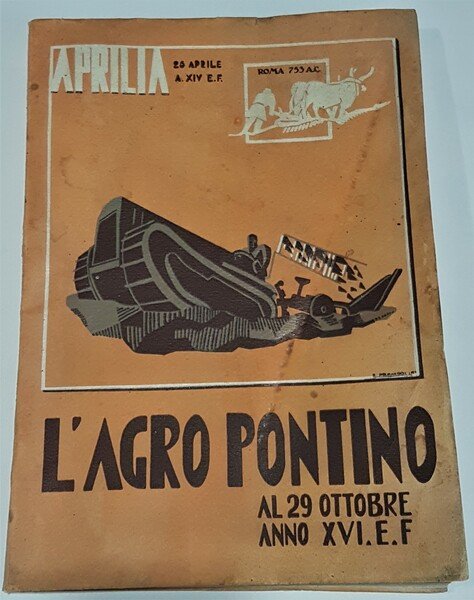 APRILIA
25 APRILE
A. XIV E.F.
ROMA 753 A.C.
L'AGRO PONTINO
AL 29 OTTOBRE
ANNO XVI.E.F